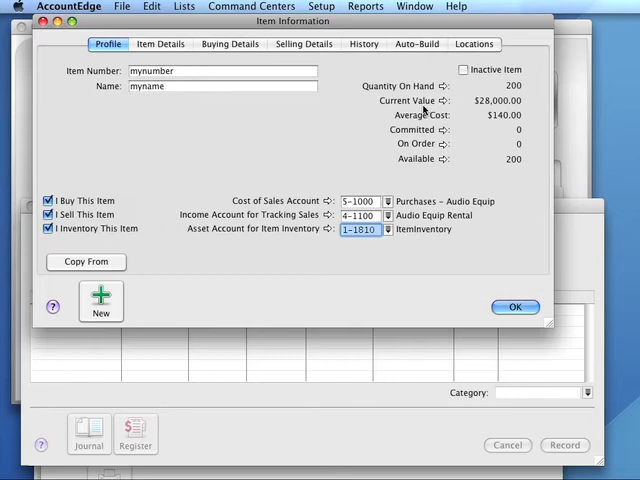 AccountEdge File Edit Lists Command Centers Setup Reports Window Help
Item Information
Profile Item Details Buying Details Selling Details History Auto-Build Locations
Item Number: mynumber
Name: myname
Inactive Item
Quantity On Hand : 200
Current Value : $28,000.00
Average Cost: $140.00
Committed : 0
On Order : 0
Available : 200
I Buy This Item
I Sell This Item
I Inventory This Item
Cost of Sales Account : 5-1000 Purchases - Audio Equip
Income Account for Tracking Sales : 4-1100 Audio Equip Rental
Asset Account for Item Inventory : 1-1810 ItemInventory
Copy From
? New OK
Category:
? Journal Register Cancel Record